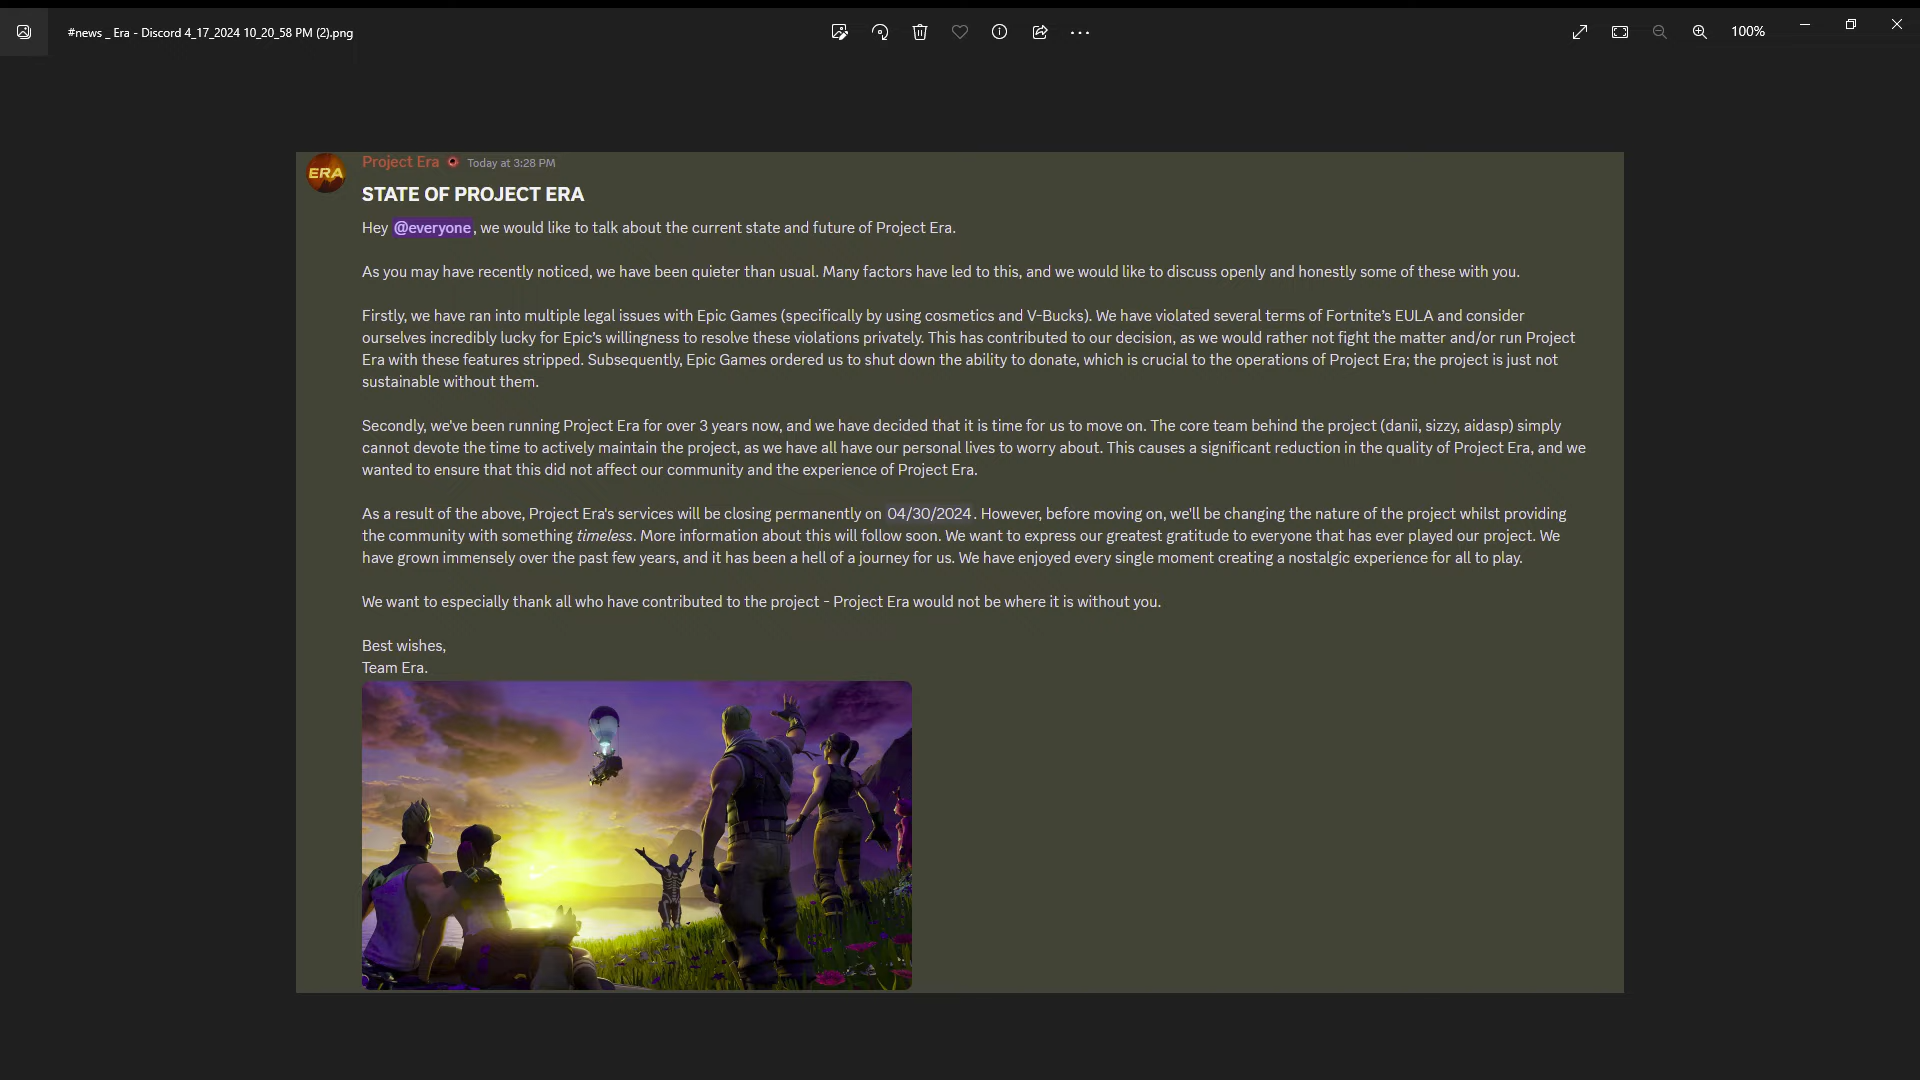 #news _ Era - Discord 4_17_2024 10_20_58 PM (2).png
100%
ERA
Project Era Today at 3:28 PM
STATE OF PROJECT ERA
Hey @everyone, we would like to talk about the current state and future of Project Era.
As you may have recently noticed, we have been quieter than usual. Many factors have led to this, and we would like to discuss openly and honestly some of these with you.
Firstly, we have ran into multiple legal issues with Epic Games (specifically by using cosmetics and V-Bucks). We have violated several terms of Fortnite’s EULA and consider
ourselves incredibly lucky for Epic’s willingness to resolve these violations privately. This has contributed to our decision, as we would rather not fight the matter and/or run Project
Era with these features stripped. Subsequently, Epic Games ordered us to shut down the ability to donate, which is crucial to the operations of Project Era; the project is just not
sustainable without them.
Secondly, we've been running Project Era for over 3 years now, and we have decided that it is time for us to move on. The core team behind the project (danii, sizzy, aidasp) simply
cannot devote the time to actively maintain the project, as we have all have our personal lives to worry about. This causes a significant reduction in the quality of Project Era, and we
wanted to ensure that this did not affect our community and the experience of Project Era.
As a result of the above, Project Era's services will be closing permanently on 04/30/2024. However, before moving on, we'll be changing the nature of the project whilst providing
the community with something timeless. More information about this will follow soon. We want to express our greatest gratitude to everyone that has ever played our project. We
have grown immensely over the past few years, and it has been a hell of a journey for us. We have enjoyed every single moment creating a nostalgic experience for all to play.
We want to especially thank all who have contributed to the project - Project Era would not be where it is without you.
Best wishes,
Team Era.